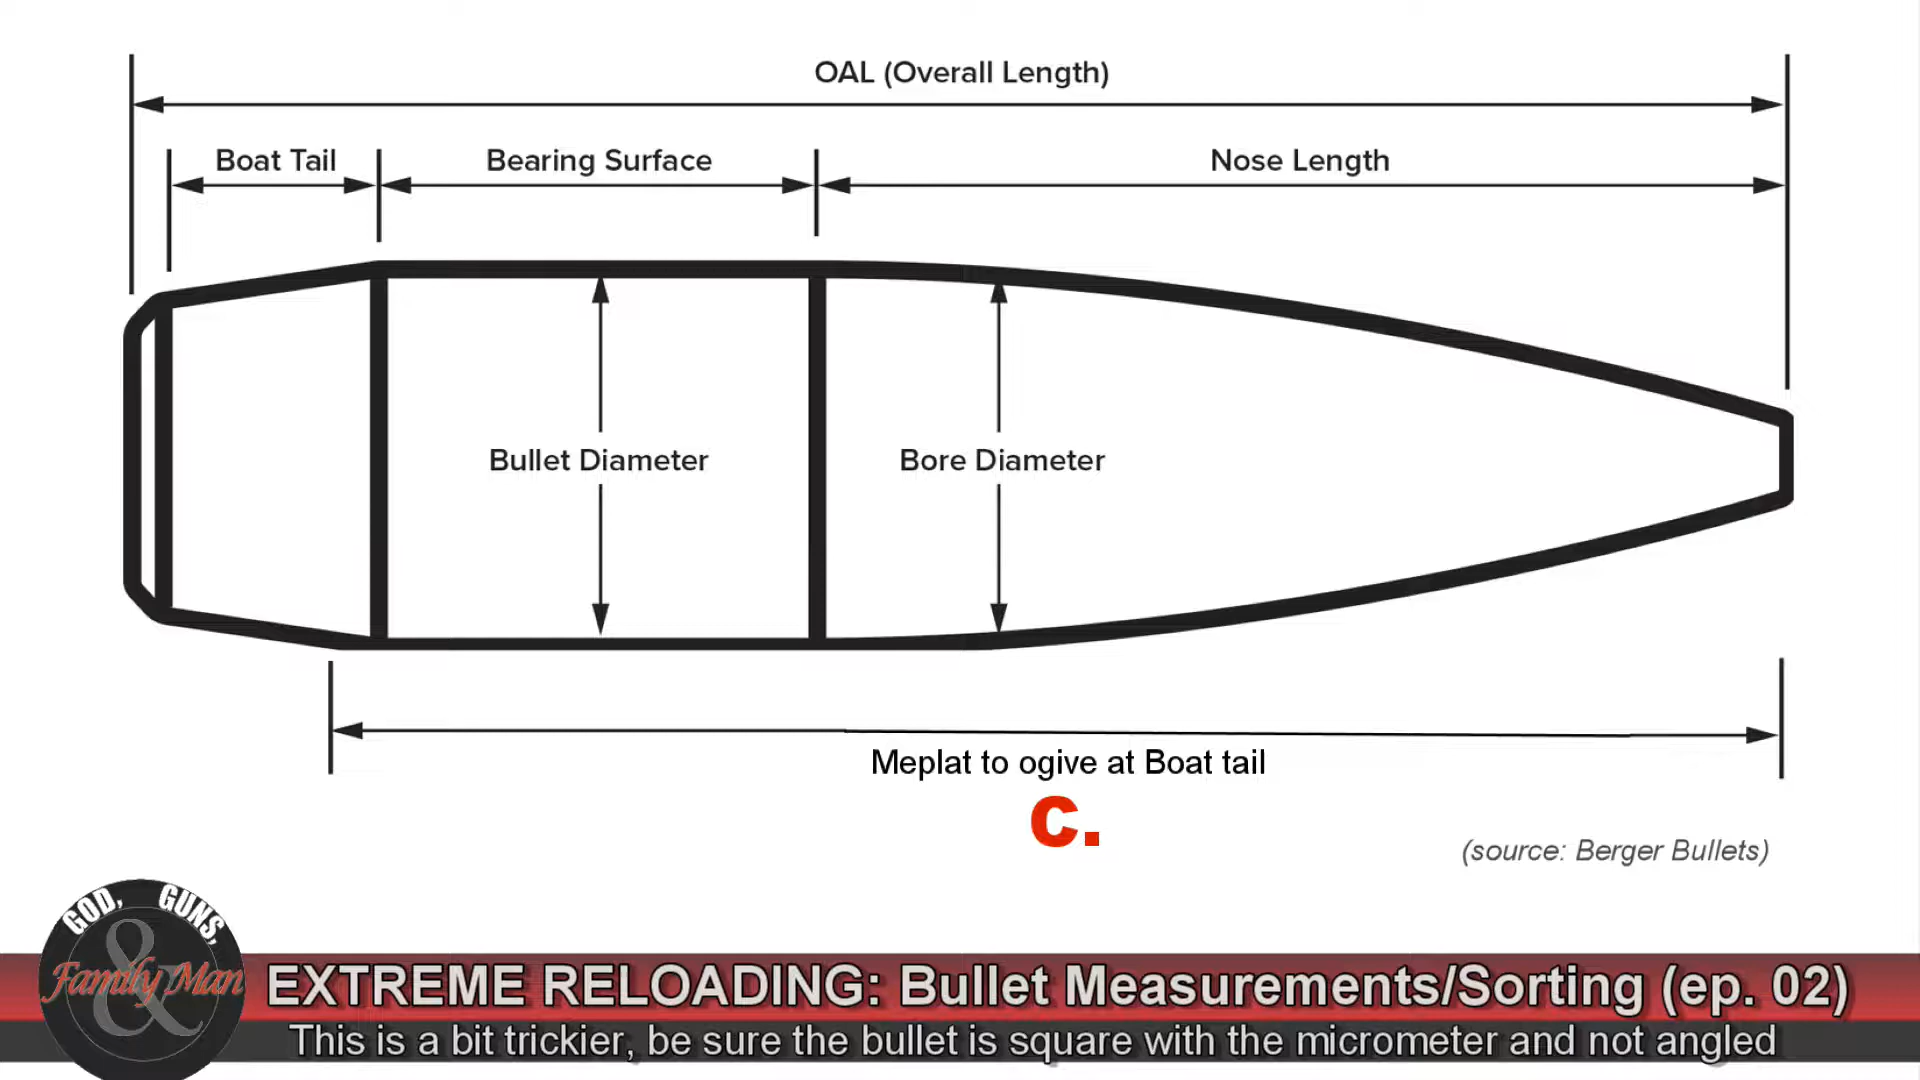 OAL (Overall Length)
Boat Tail
Bearing Surface
Nose Length
Bullet Diameter
Bore Diameter
Meplat to ogive at Boat tail
c.
(source: Berger Bullets)
GOD, GUNS,
&
Family Man
EXTREME RELOADING: Bullet Measurements/Sorting (ep. 02)
This is a bit trickier, be sure the bullet is square with the micrometer and not angled